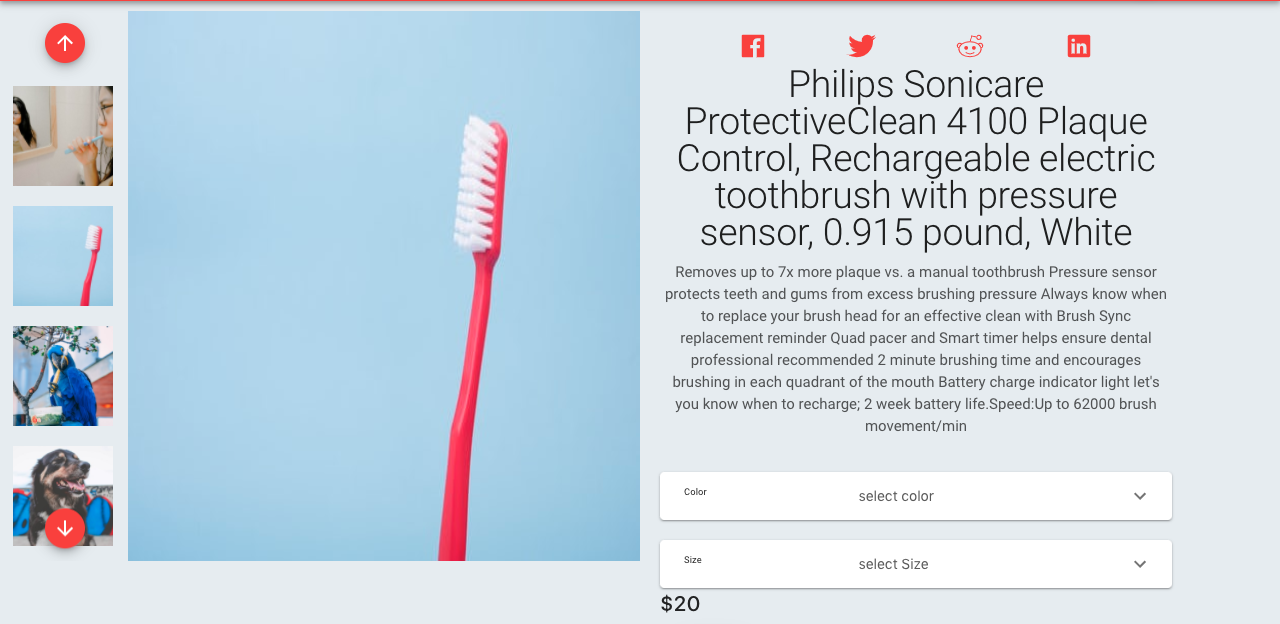 Philips Sonicare
ProtectiveClean 4100 Plaque
Control, Rechargeable electric
toothbrush with pressure
sensor, 0.915 pound, White
Removes up to 7x more plaque vs. a manual toothbrush Pressure sensor
protects teeth and gums from excess brushing pressure Always know when
to replace your brush head for an effective clean with Brush Sync
replacement reminder Quad pacer and Smart timer helps ensure dental
professional recommended 2 minute brushing time and encourages
brushing in each quadrant of the mouth Battery charge indicator light let's
you know when to recharge; 2 week battery life.Speed:Up to 62000 brush
movement/min
Color select color
Size select Size
$20